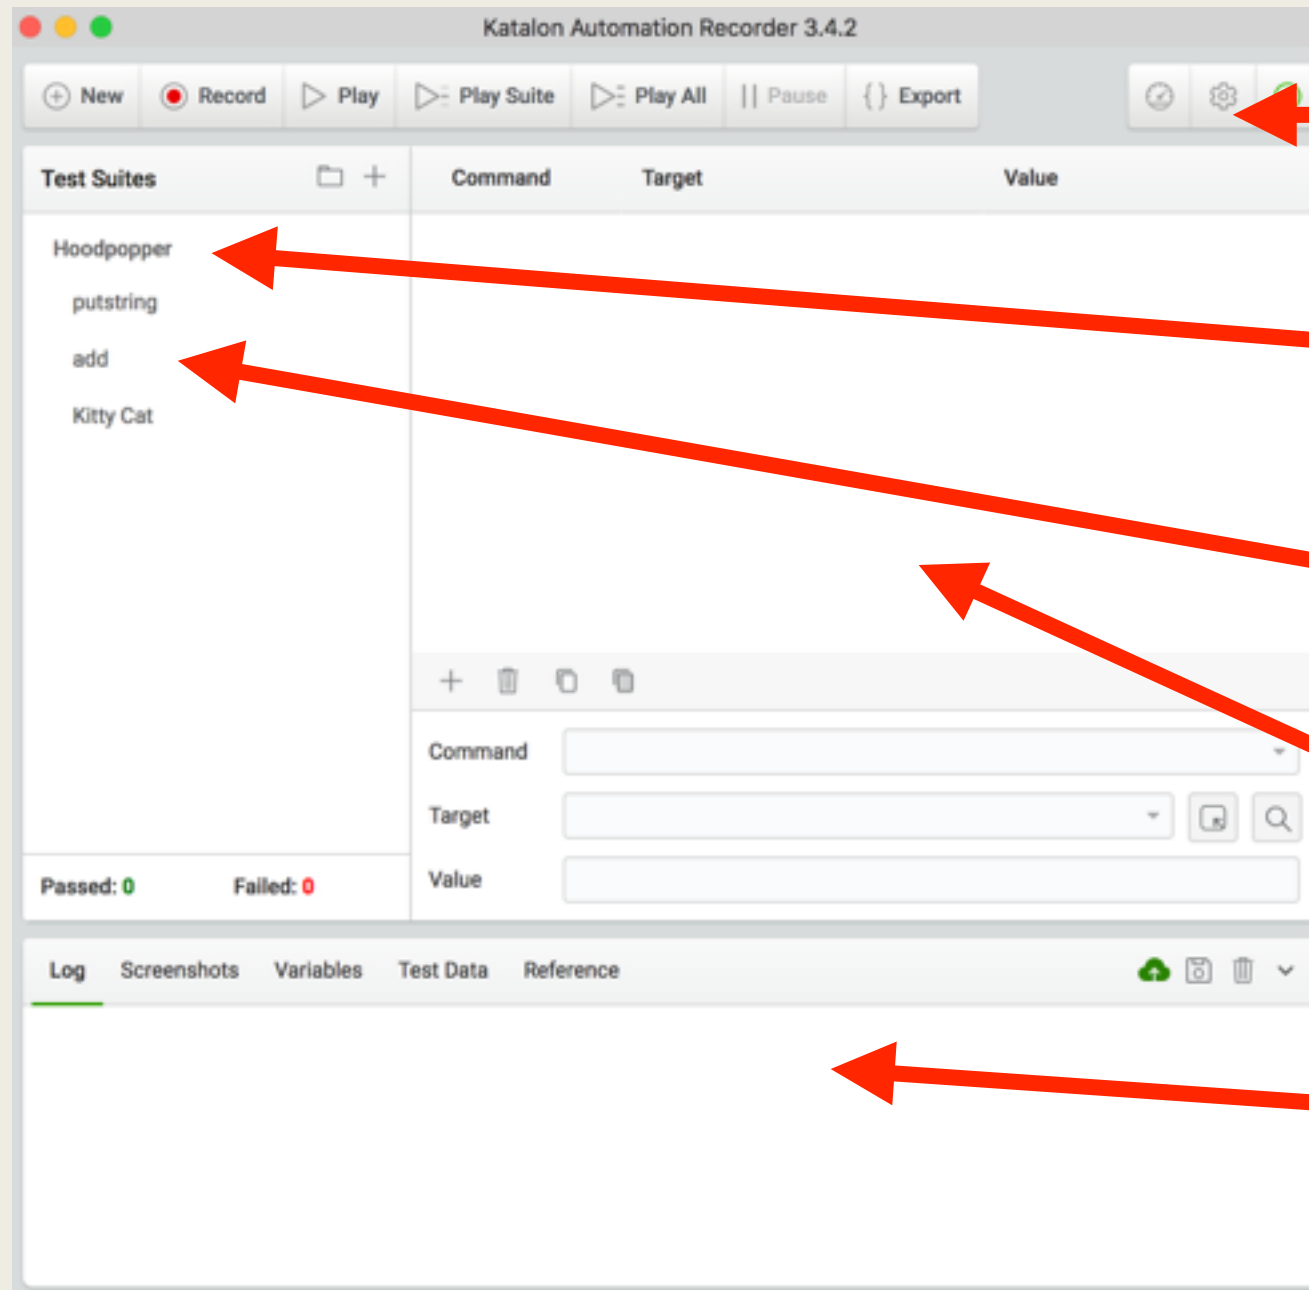 Katalon Automation Recorder 3.4.2
New Record Play Play Suite Play All Pause Export
Test Suites Command Target Value
Hoodpopper
putstring
add
Kitty Cat
Command
Target
Value
Passed: 0 Failed: 0
Log Screenshots Variables Test Data Reference